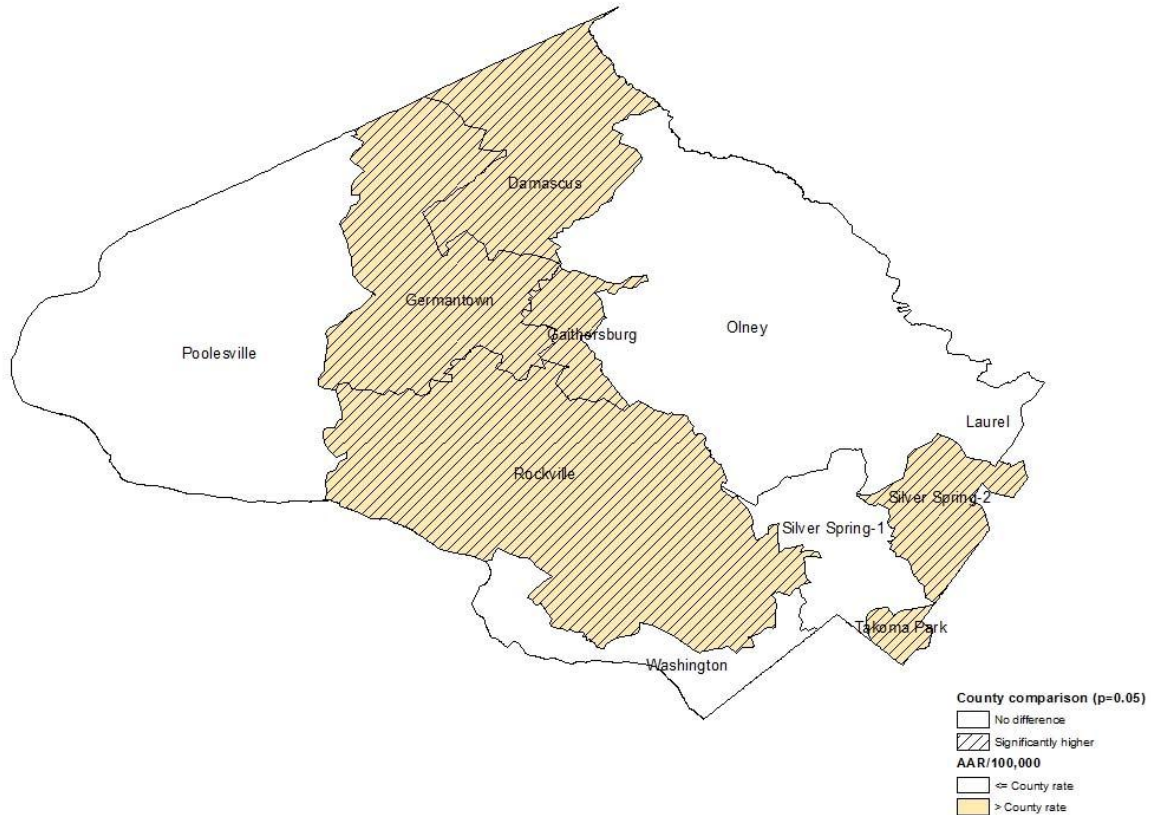 Damascus
Germantown
Gaithersburg
Olney
Poolesville
Laurel
Rockville
Silver Spring-2
Silver Spring-1
Takoma Park
Washington
County comparison (p=0.05)
No difference
Significantly higher
AAR/100,000
<= County rate
> County rate